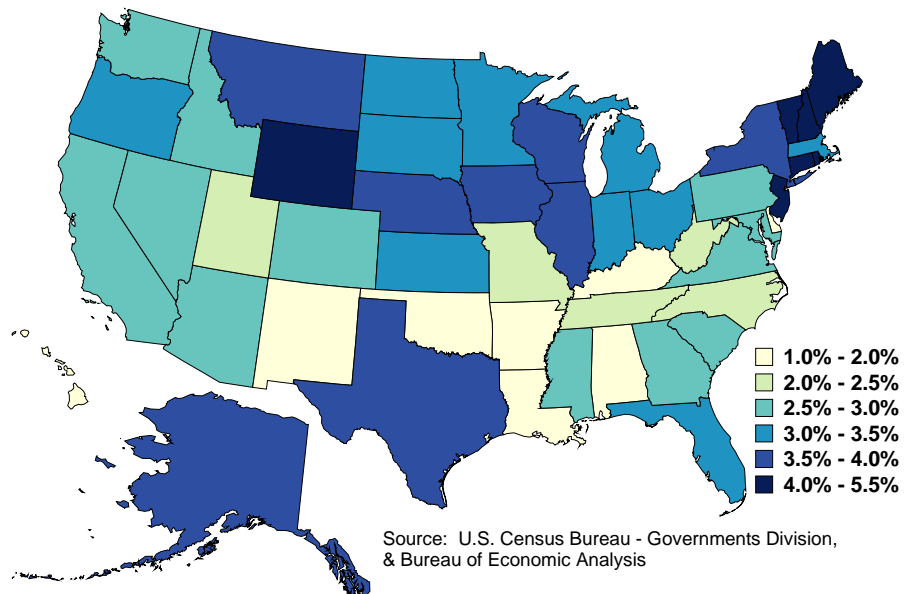 1.0% - 2.0%
2.0% - 2.5%
2.5% - 3.0%
3.0% - 3.5%
3.5% - 4.0%
4.0% - 5.5%
Source:  U.S. Census Bureau - Governments Division,
& Bureau of Economic Analysis